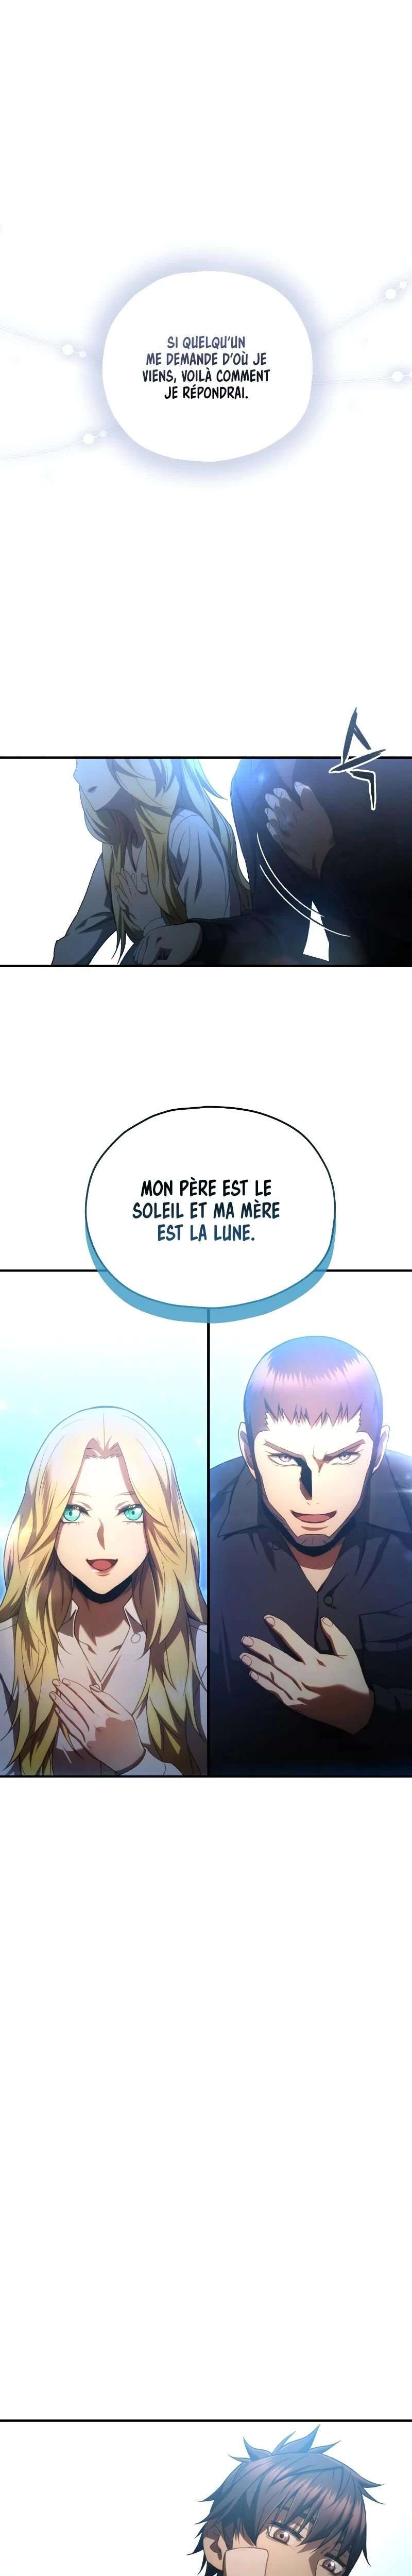 SI QUELQU'UN
ME DEMANDE D'OÙ JE
VIENS, VOILÀ COMMENT
JE RÉPONDRAI.
MON PÈRE EST LE
SOLEIL ET MA MÈRE
EST LA LUNE.